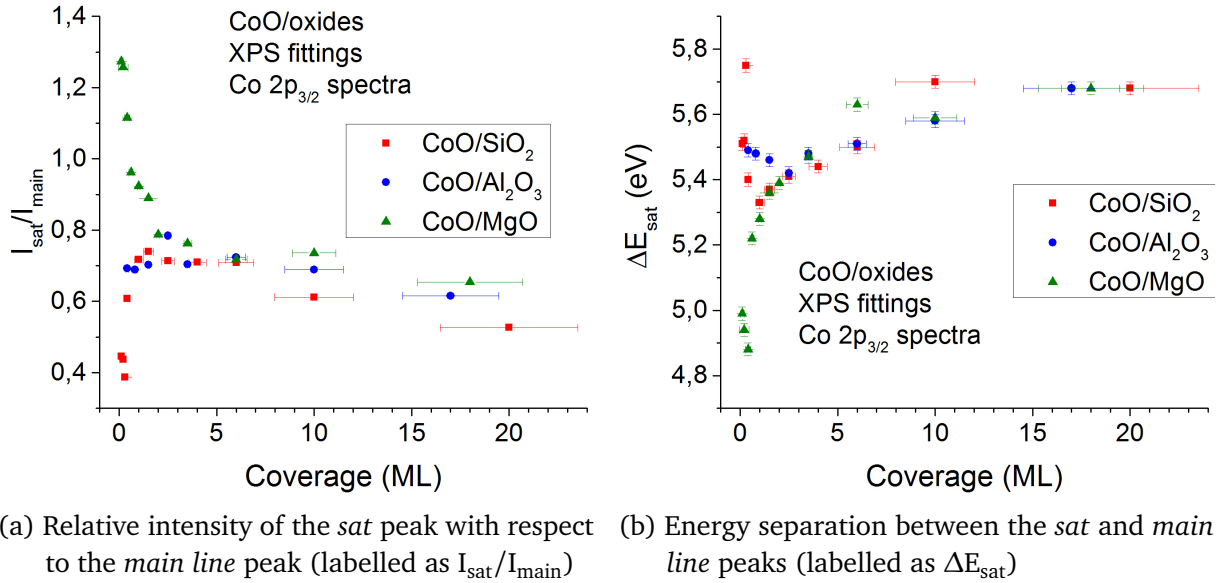 CoO/oxides
XPS fittings
Co 2p3/2 spectra
CoO/SiO2
CoO/Al2O3
CoO/MgO
Isat/Imain
1,4
1,2
1,0
0,8
0,6
0,4
0 5 10 15 20
Coverage (ML)
(a) Relative intensity of the sat peak with respect
to the main line peak (labelled as Isat/Imain)
ΔEsat (eV)
5,8
5,6
5,4
5,2
5,0
4,8
CoO/SiO2
CoO/Al2O3
CoO/MgO
CoO/oxides
XPS fittings
Co 2p3/2 spectra
0 5 10 15 20
Coverage (ML)
(b) Energy separation between the sat and main
line peaks (labelled as ΔEsat)